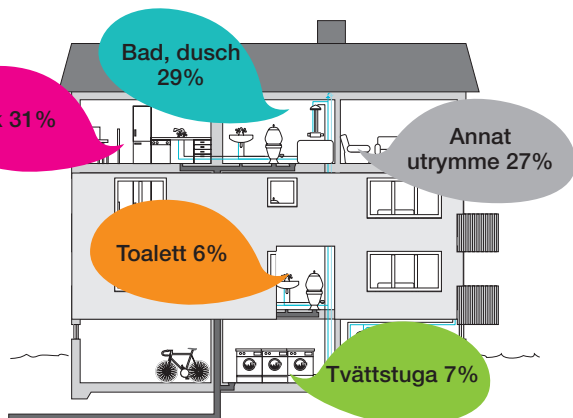 Bad, dusch
29%
31%
Annat
utrymme 27%
Toalett 6%
Tvättstuga 7%